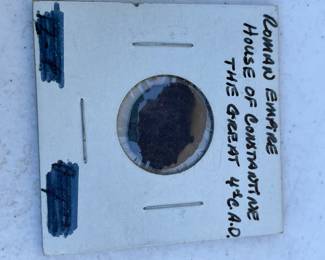 ROMAN EMPIRE
HOUSE OF CONSTANTINE
THE GREAT 4th C. A.D.